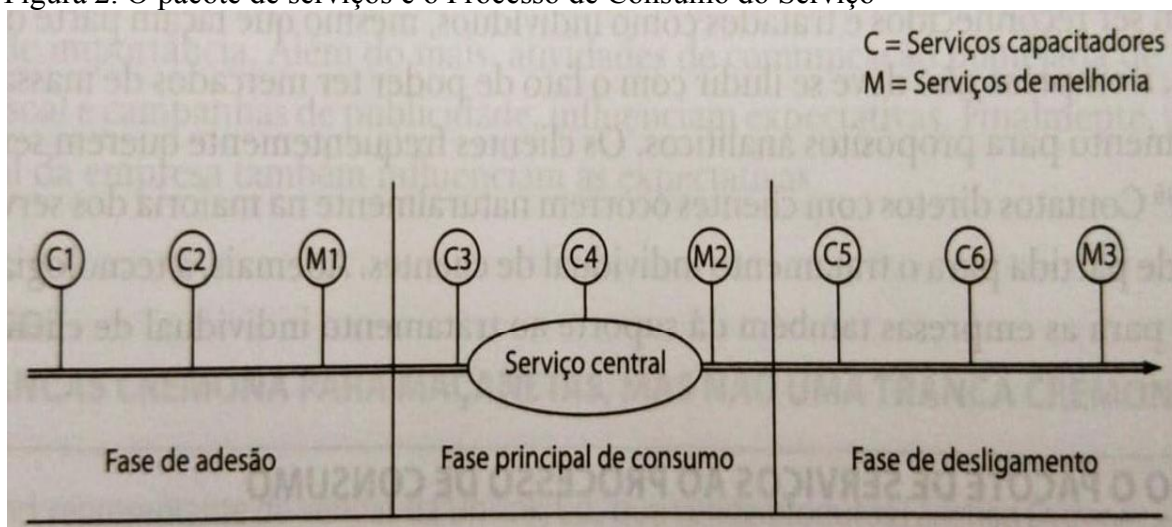 Figura 2: O pacote de serviços e o Processo de Consumo do Serviço
C = Serviços capacitadores
M = Serviços de melhoria
C1 C2 M1 C3 C4 M2 C5 C6 M3
Serviço central
Fase de adesão Fase principal de consumo Fase de desligamento